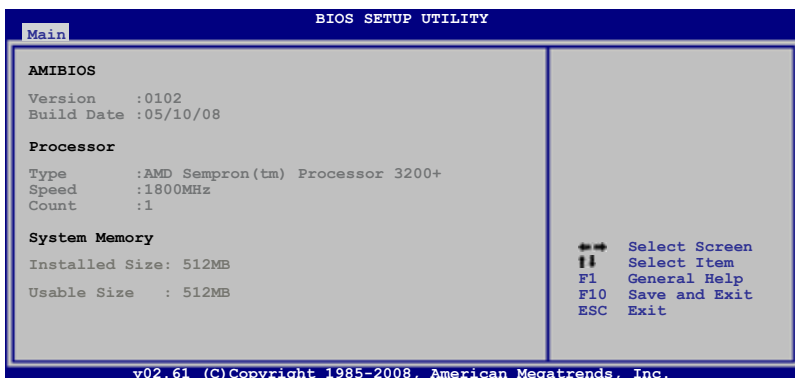 BIOS SETUP UTILITY
Main
AMIBIOS
Version :0102
Build Date :05/10/08
Processor
Type :AMD Sempron(tm) Processor 3200+
Speed :1800MHz
Count :1
System Memory
Installed Size: 512MB
Usable Size : 512MB
Select Screen
Select Item
F1 General Help
F10 Save and Exit
ESC Exit
v02.61 (C)Copyright 1985-2008, American Megatrends, Inc.